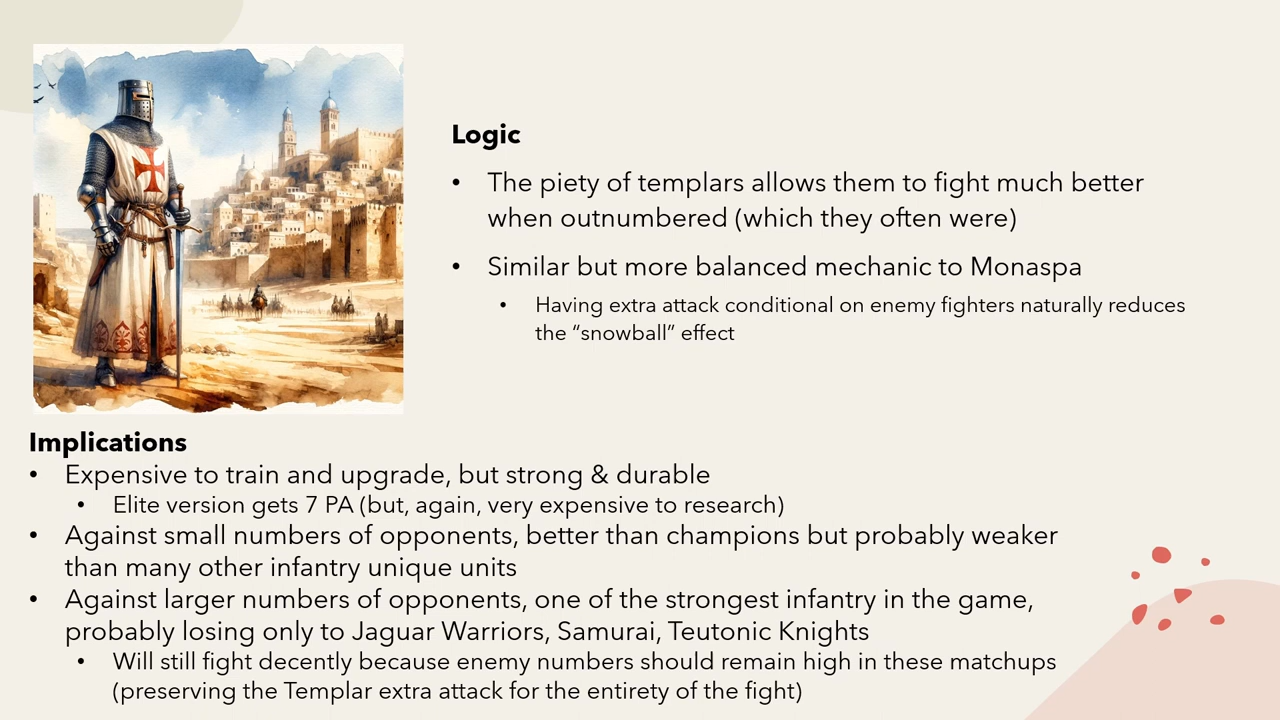 Logic
• The piety of templars allows them to fight much better
when outnumbered (which they often were)
• Similar but more balanced mechanic to Monaspa
• Having extra attack conditional on enemy fighters naturally reduces
the “snowball” effect
Implications
• Expensive to train and upgrade, but strong & durable
• Elite version gets 7 PA (but, again, very expensive to research)
• Against small numbers of opponents, better than champions but probably weaker
than many other infantry unique units
• Against larger numbers of opponents, one of the strongest infantry in the game,
probably losing only to Jaguar Warriors, Samurai, Teutonic Knights
• Will still fight decently because enemy numbers should remain high in these matchups
(preserving the Templar extra attack for the entirety of the fight)